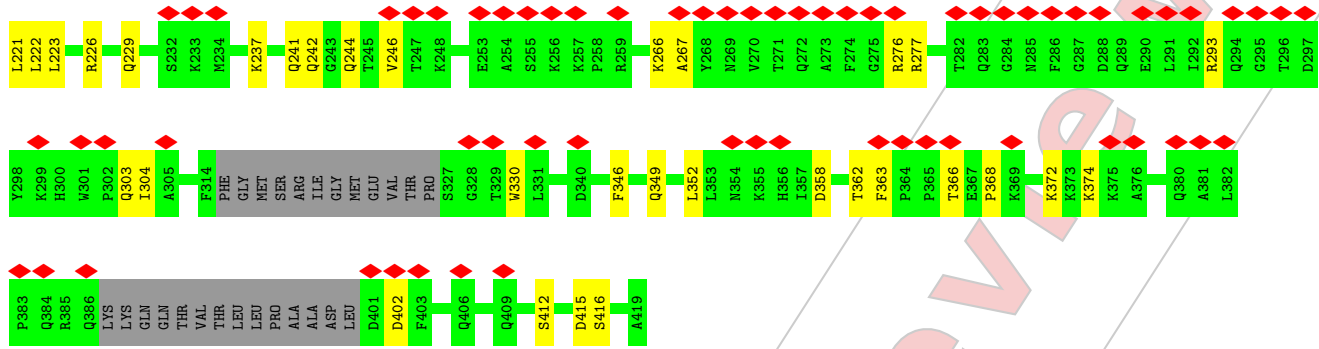 L221 L222 L223 R226 Q229 S232 K233 M234 K237 Q241 Q242 G243 Q244 T245 V246 T247 K248 E253 A254 S255 K256 K257 P258 R259 K266 A267 Y268 N269 V270 T271 Q272 A273 F274 G275 R276 R277 T282 Q283 G284 N285 F286 G287 D288 Q289 E290 L291 I292 R293 Q294 G295 T296 D297
Y298 K299 H300 W301 P302 Q303 I304 A305 F314 PHE GLY MET SER ARG ILE GLY MET GLU VAL THR PRO S327 G328 T329 W330 L331 D340 F346 Q349 L352 L353 N354 K355 H356 I357 D358 T362 F363 P364 P365 T366 E367 P368 K369 K372 K373 K374 K375 A376 Q380 A381 L382
P383 Q384 R385 Q386 LYS LYS GLN GLN THR VAL THR LEU LEU PRO ALA ALA ASP LEU D401 D402 F403 Q406 Q409 S412 D415 S416 A419